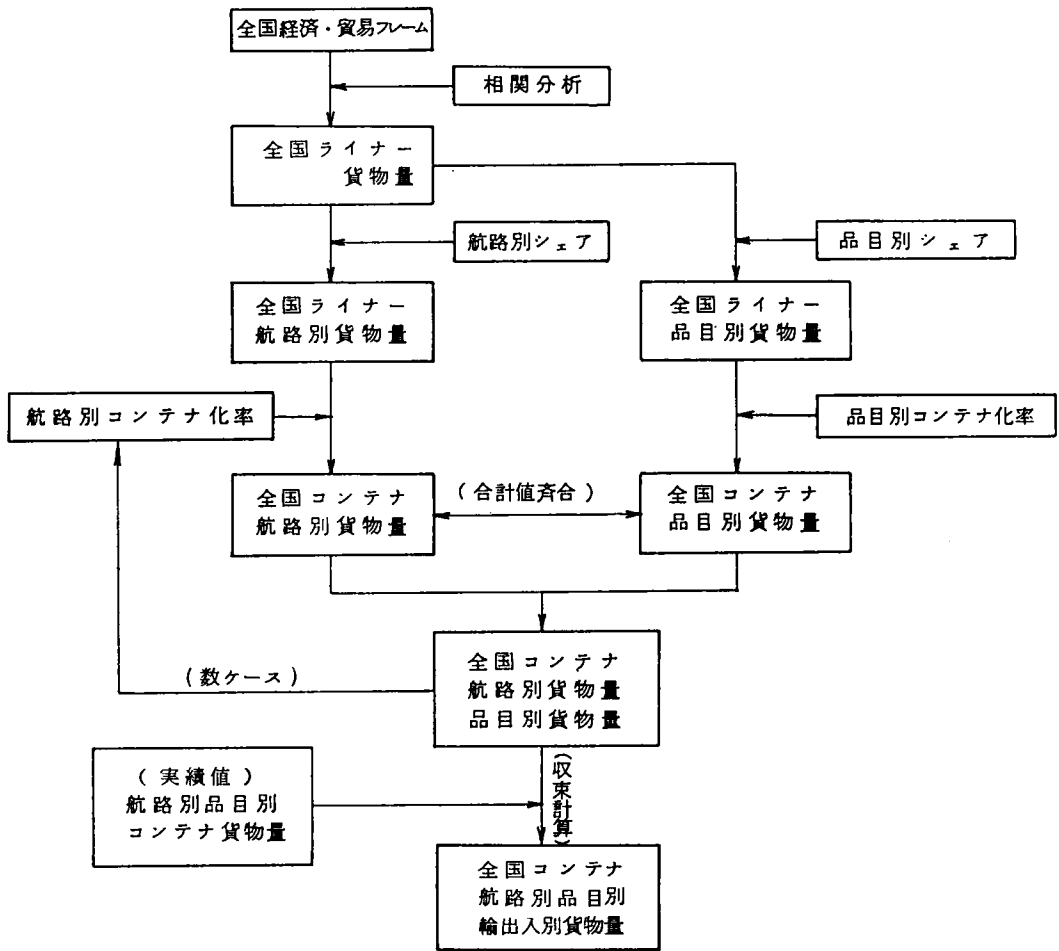 全国経済・貿易フレーム
相関分析
全国ライナー
貨物量
航路別シェア
品目別シェア
全国ライナー
航路別貨物量
全国ライナー
品目別貨物量
航路別コンテナ化率
品目別コンテナ化率
全国コンテナ
航路別貨物量
(合計値斉合)
全国コンテナ
品目別貨物量
全国コンテナ
航路別貨物量
品目別貨物量
(数ケース)
(実績値)
航路別品目別
コンテナ貨物量
(収束計算)
全国コンテナ
航路別品目別
輸出入別貨物量